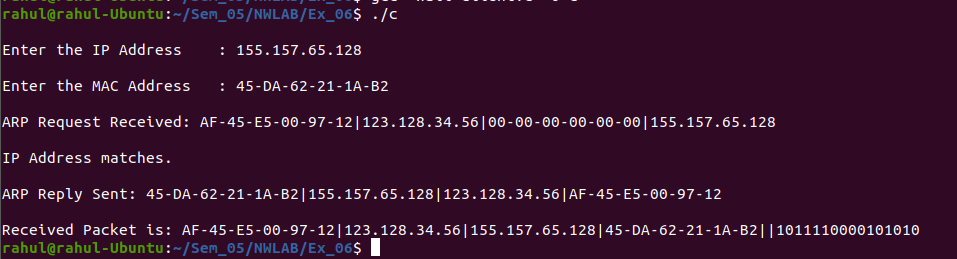 rahul@rahul-Ubuntu:~/Sem_05/NWLAB/Ex_06$ ./c
Enter the IP Address    : 155.157.65.128
Enter the MAC Address   : 45-DA-62-21-1A-B2
ARP Request Received: AF-45-E5-00-97-12|123.128.34.56|00-00-00-00-00-00|155.157.65.128
IP Address matches.
ARP Reply Sent: 45-DA-62-21-1A-B2|155.157.65.128|123.128.34.56|AF-45-E5-00-97-12
Received Packet is: AF-45-E5-00-97-12|123.128.34.56|155.157.65.128|45-DA-62-21-1A-B2||1011110000101010
rahul@rahul-Ubuntu:~/Sem_05/NWLAB/Ex_06$